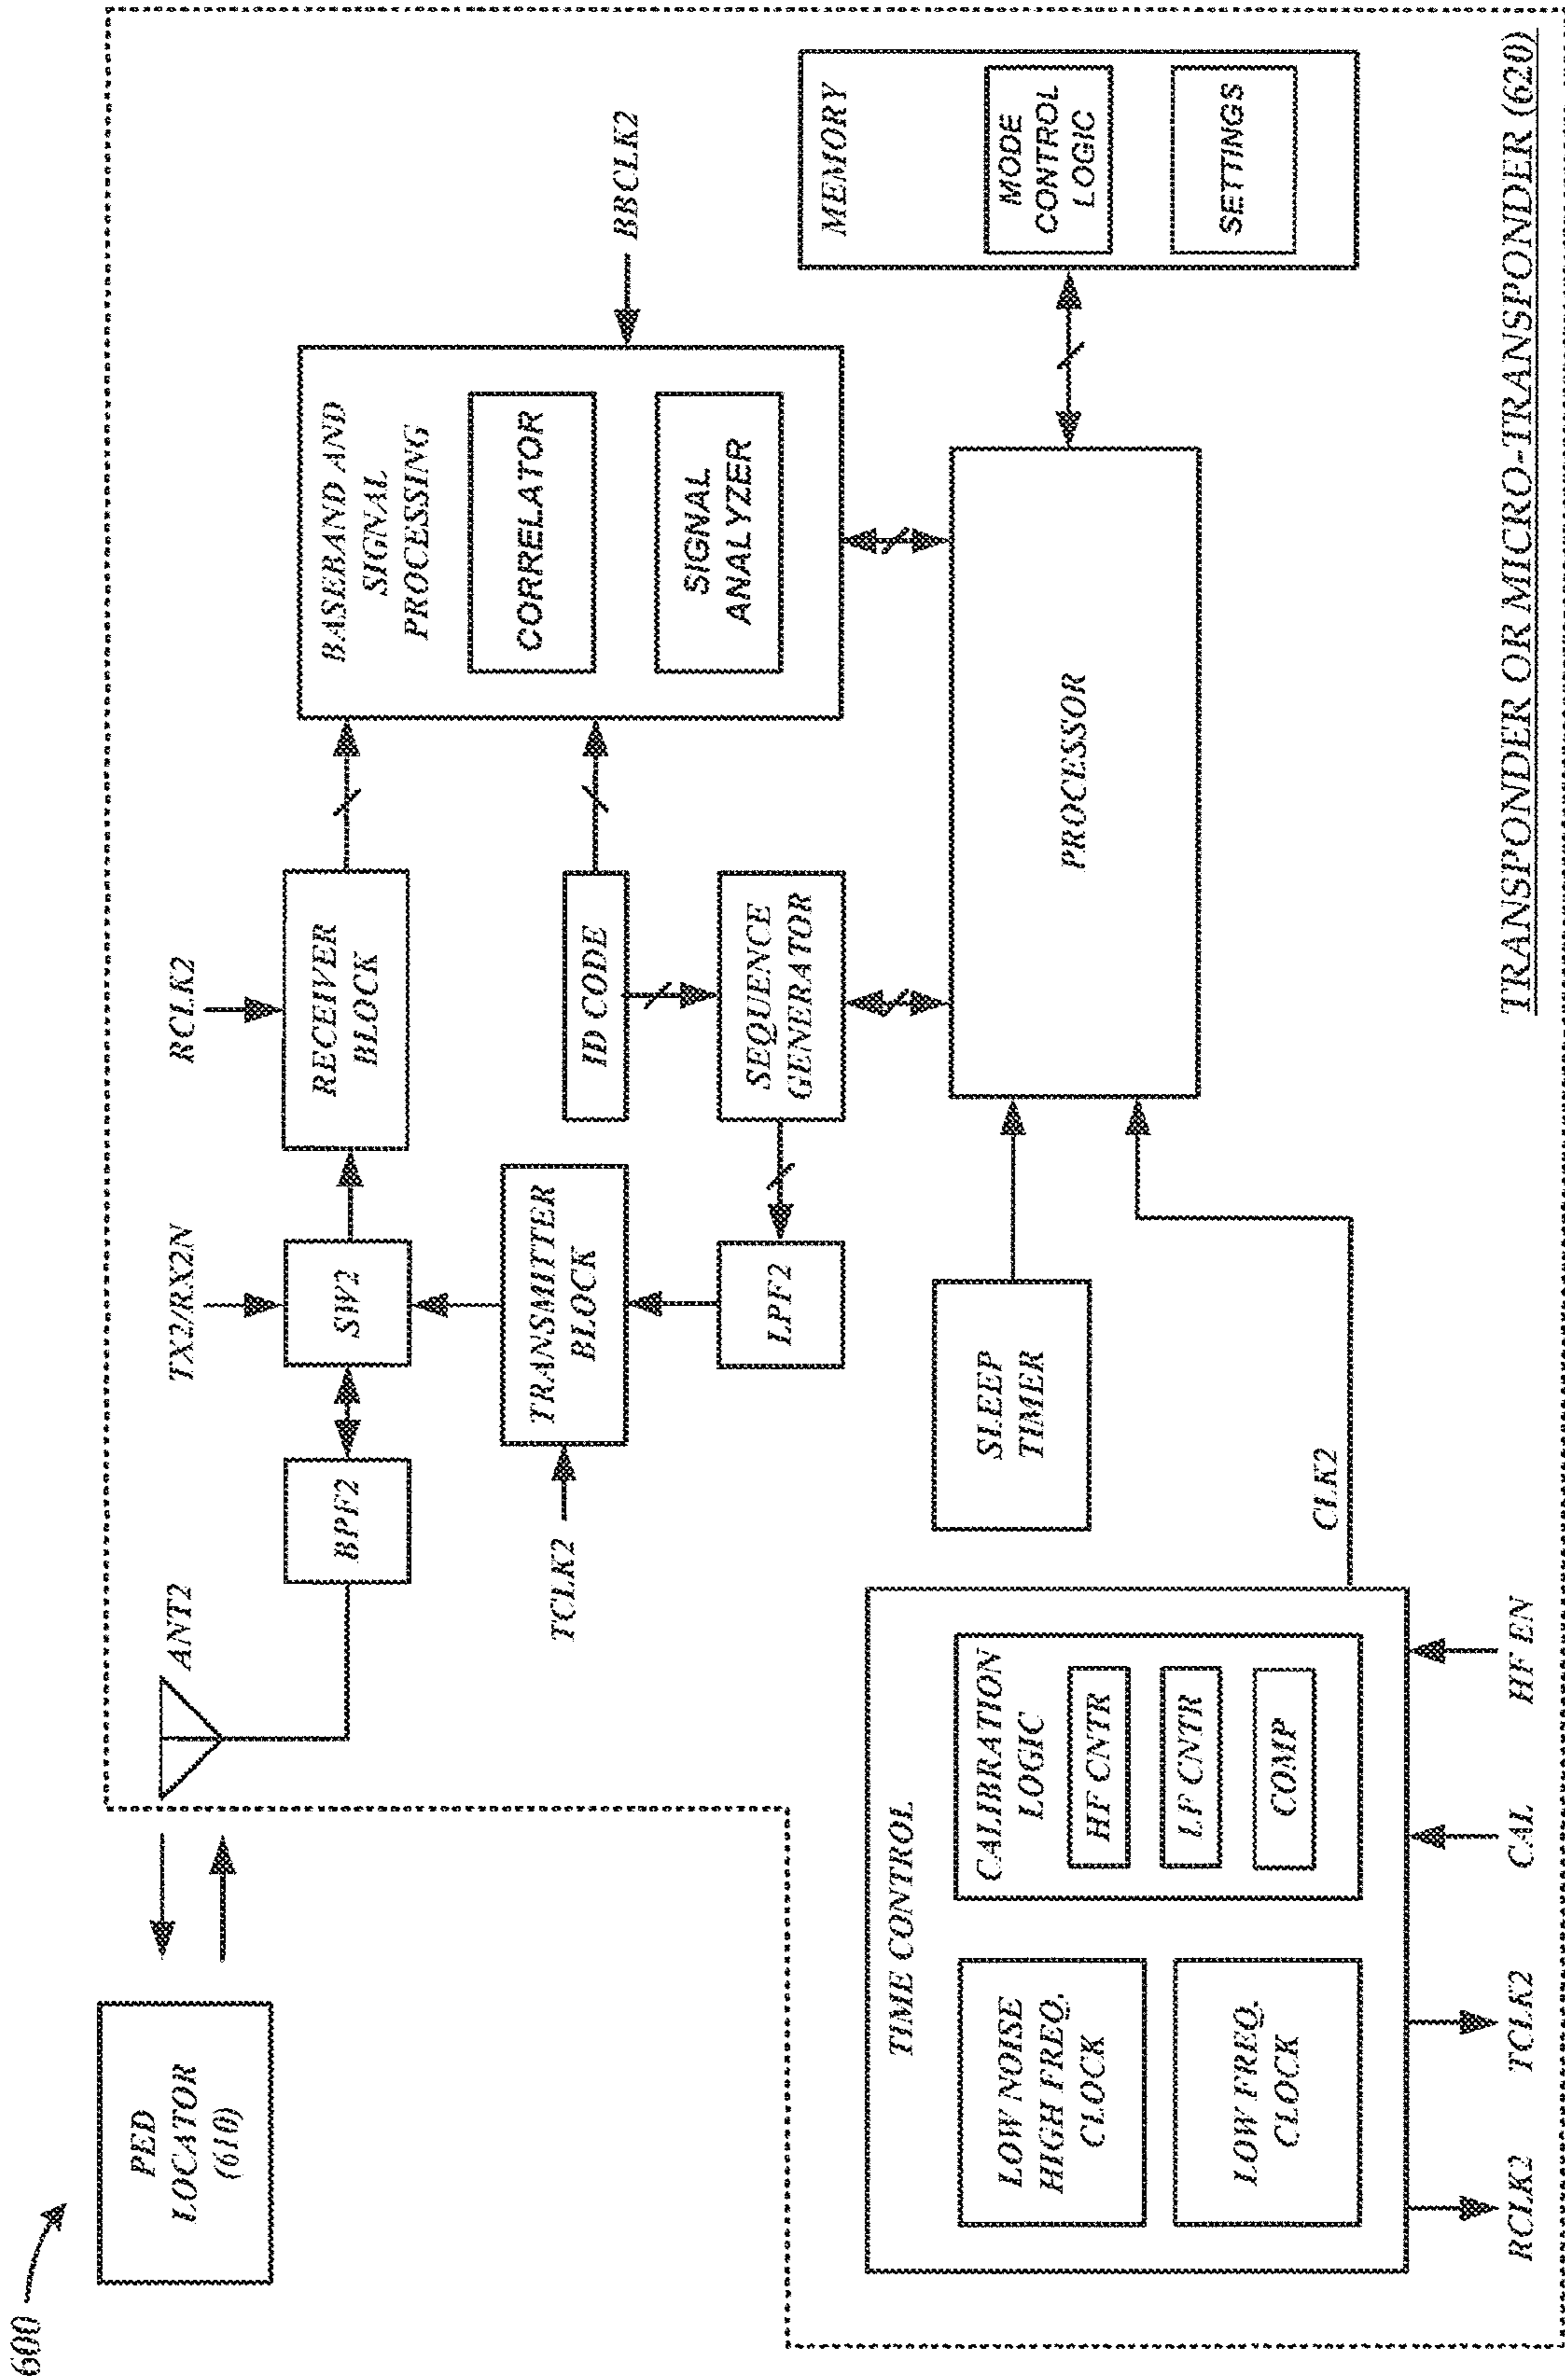 600
PED
LOCATOR
(610)
ANT2
BPF2
TX2/RX2N
SW2
RCLK2
RECEIVER
BLOCK
BASEBAND AND
SIGNAL
PROCESSING
CORRELATOR
SIGNAL
ANALYZER
BBCLK2
TCLK2
TRANSMITTER
BLOCK
ID CODE
LPF2
SEQUENCE
GENERATOR
MEMORY
MODE
CONTROL
LOGIC
SETTINGS
TIME CONTROL
LOW NOISE
HIGH FREQ.
CLOCK
LOW FREQ.
CLOCK
CALIBRATION
LOGIC
HF CNTR
LF CNTR
COMP
SLEEP
TIMER
PROCESSOR
CLK2
RCLK2
TCLK2
CAL
HF EN
TRANSPONDER OR MICRO-TRANSPONDER (620)